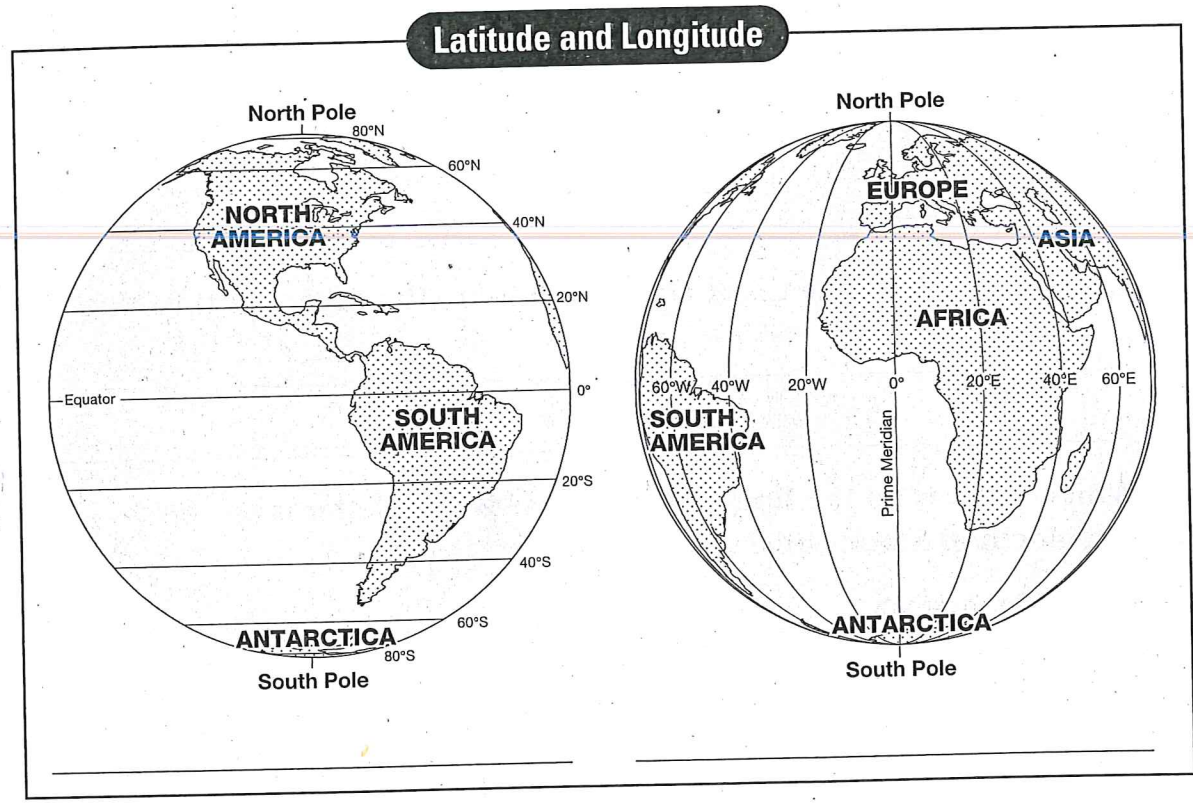 Latitude and Longitude
North Pole
80°N
60°N
NORTH
AMERICA
40°N
20°N
Equator
0°
SOUTH
AMERICA
20°S
40°S
60°S
ANTARCTICA
80°S
South Pole
North Pole
EUROPE
ASIA
AFRICA
60°W 40°W 20°W 0° 20°E 40°E 60°E
SOUTH
AMERICA
Prime Meridian
ANTARCTICA
South Pole